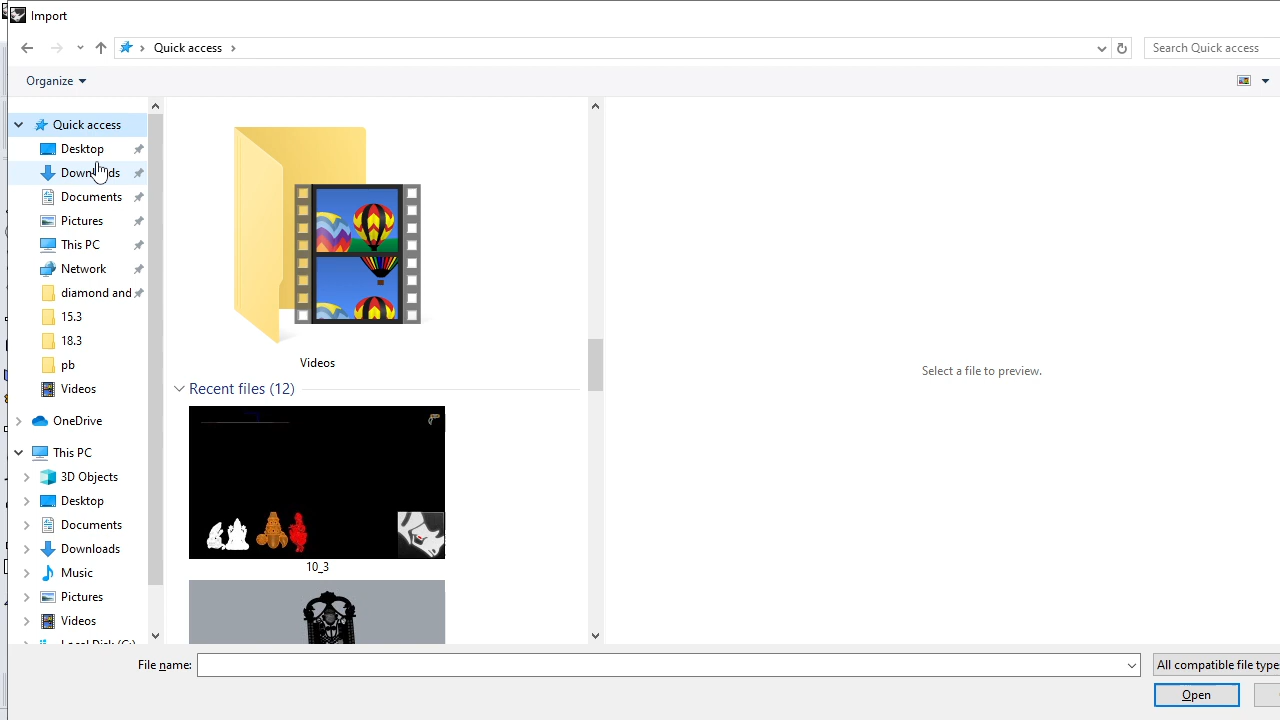 Import
Quick access
Search Quick access
Organize
Quick access
Desktop
Documents
Pictures
This PC
Network
diamond and
15.3
18.3
pb
Videos
OneDrive
This PC
3D Objects
Desktop
Documents
Downloads
Music
Pictures
Videos
Videos
Recent files (12)
10_3
Select a file to preview.
File name:
All compatible file type
Open